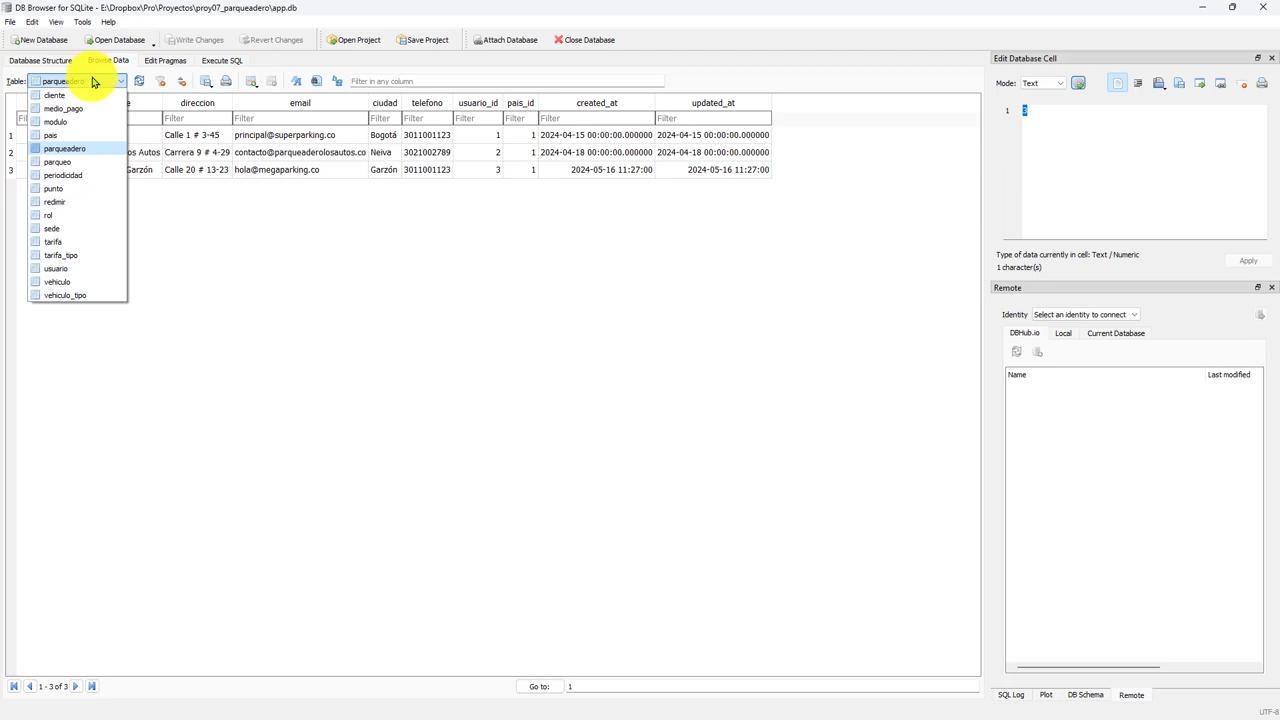 DB Browser for SQLite - E:\Dropbox\Pro\Proyectos\proy07_parqueadero\app.db
File Edit View Tools Help
New Database Open Database Write Changes Revert Changes Open Project Save Project Attach Database Close Database
Database Structure Browse Data Edit Pragmas Execute SQL
Table: parqueadero Filter in any column
cliente
medio_pago
modulo
pais
parqueadero
parqueo
periodicidad
punto
redmir
rol
sede
tarifa
tarifa_tipo
usuario
vehiculo
vehiculo_tipo
direccion email ciudad telefono usuario_id pais_id created_at updated_at
Filter Filter Filter Filter Filter Filter Filter Filter
1 Calle 1 # 3-45 principal@superparking.co Bogotá 3011001123 1 1 2024-04-15 00:00:00.000000 2024-04-15 00:00:00.000000
2 os Autos Carrera 9 # 4-29 contacto@parqueaderolosautos.co Neiva 3021002789 2 1 2024-04-18 00:00:00.000000 2024-04-18 00:00:00.000000
3 Garzón Calle 20 # 13-23 hola@megaparking.co Garzón 3011001123 3 1 2024-05-16 11:27:00 2024-05-16 11:27:00
1 - 3 of 3 Go to: 1
Edit Database Cell
Mode: Text
1 3
Type of data currently in cell: Text / Numeric
1 character(s)
Apply
Remote
Identity Select an identity to connect
DBHub.io Local Current Database
Name Last modified
SQL Log Plot DB Schema Remote
UTF-8